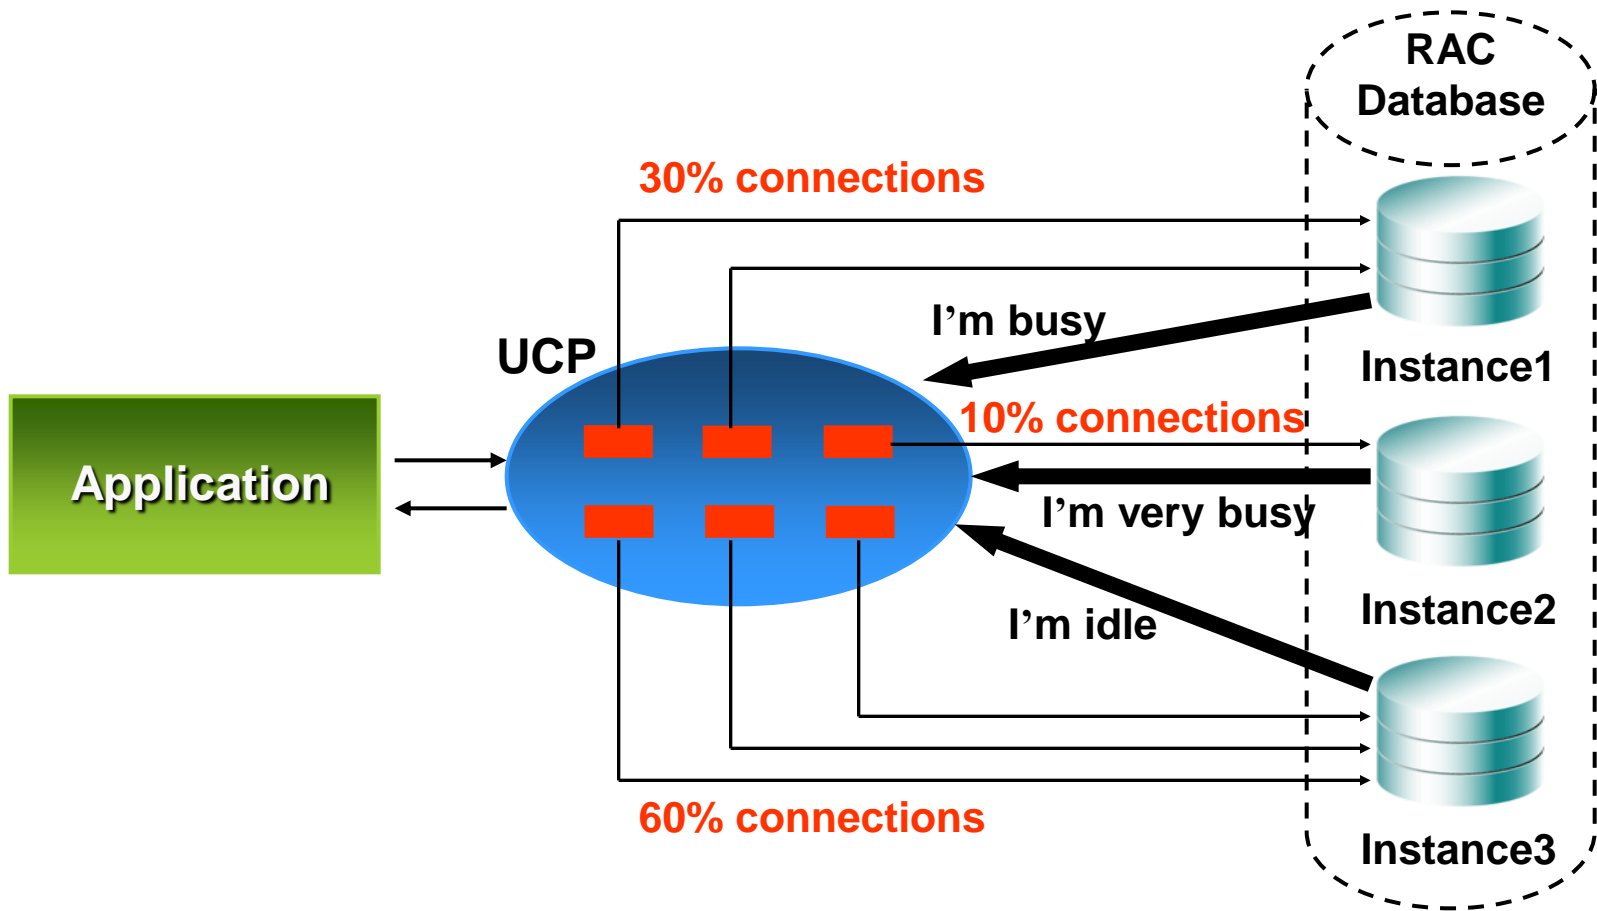 RAC
Database
30% connections
I’m busy
UCP
Instance1
10% connections
Application
I’m very busy
Instance2
I’m idle
60% connections
Instance3